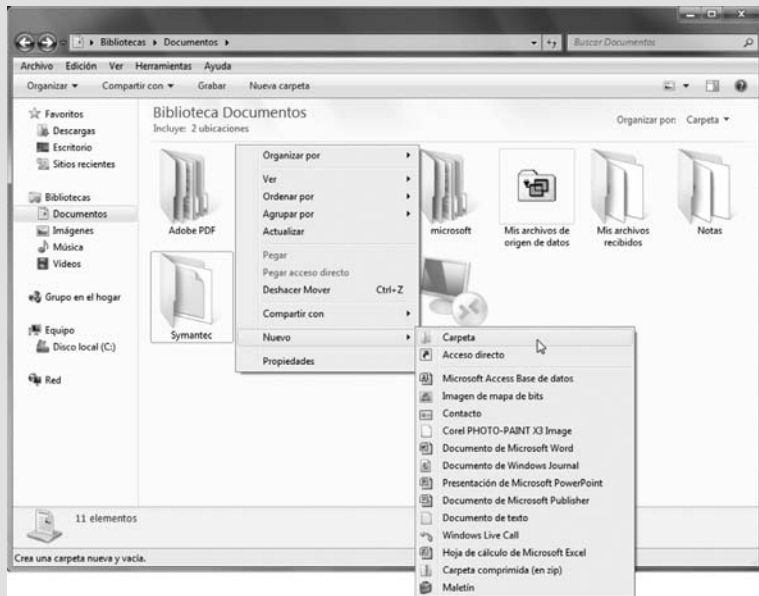 Bibliotecas ▸ Documentos ▸
Buscar Documentos
Archivo Edición Ver Herramientas Ayuda
Organizar Compartir con Grabar Nueva carpeta
Favoritos
Descargas
Escritorio
Sitios recientes
Bibliotecas
Documentos
Imágenes
Música
Vídeos
Grupo en el hogar
Equipo
Disco local (C:)
Red
Biblioteca Documentos
Incluye: 2 ubicaciones
Organizar por: Carpeta
Adobe PDF
microsoft
Mis archivos de
origen de datos
Mis archivos
recibidos
Notas
Symantec
Organizar por
Ver
Ordenar por
Agrupar por
Actualizar
Pegar
Pegar acceso directo
Deshacer Mover Ctrl+Z
Compartir con
Nuevo
Propiedades
Carpeta
Acceso directo
Microsoft Access Base de datos
Imagen de mapa de bits
Contacto
Corel PHOTO-PAINT X3 Image
Documento de Microsoft Word
Documento de Windows Journal
Presentación de Microsoft PowerPoint
Documento de Microsoft Publisher
Documento de texto
Windows Live Call
Hoja de cálculo de Microsoft Excel
Carpeta comprimida (en zip)
Maletín
11 elementos
Crea una carpeta nueva y vacía.